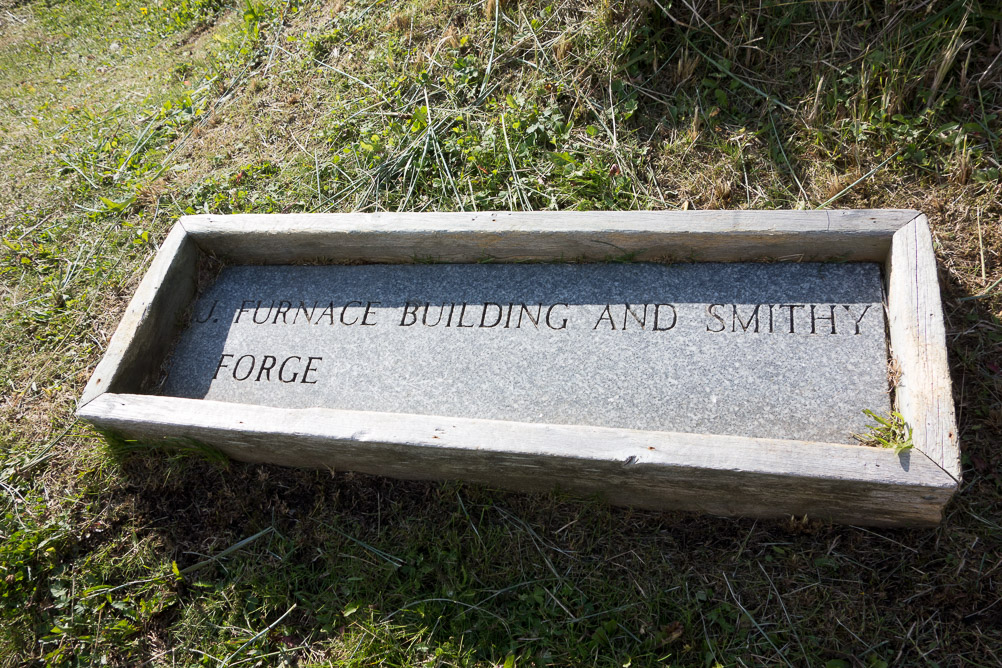 J. FURNACE BUILDING AND SMITHY
FORGE